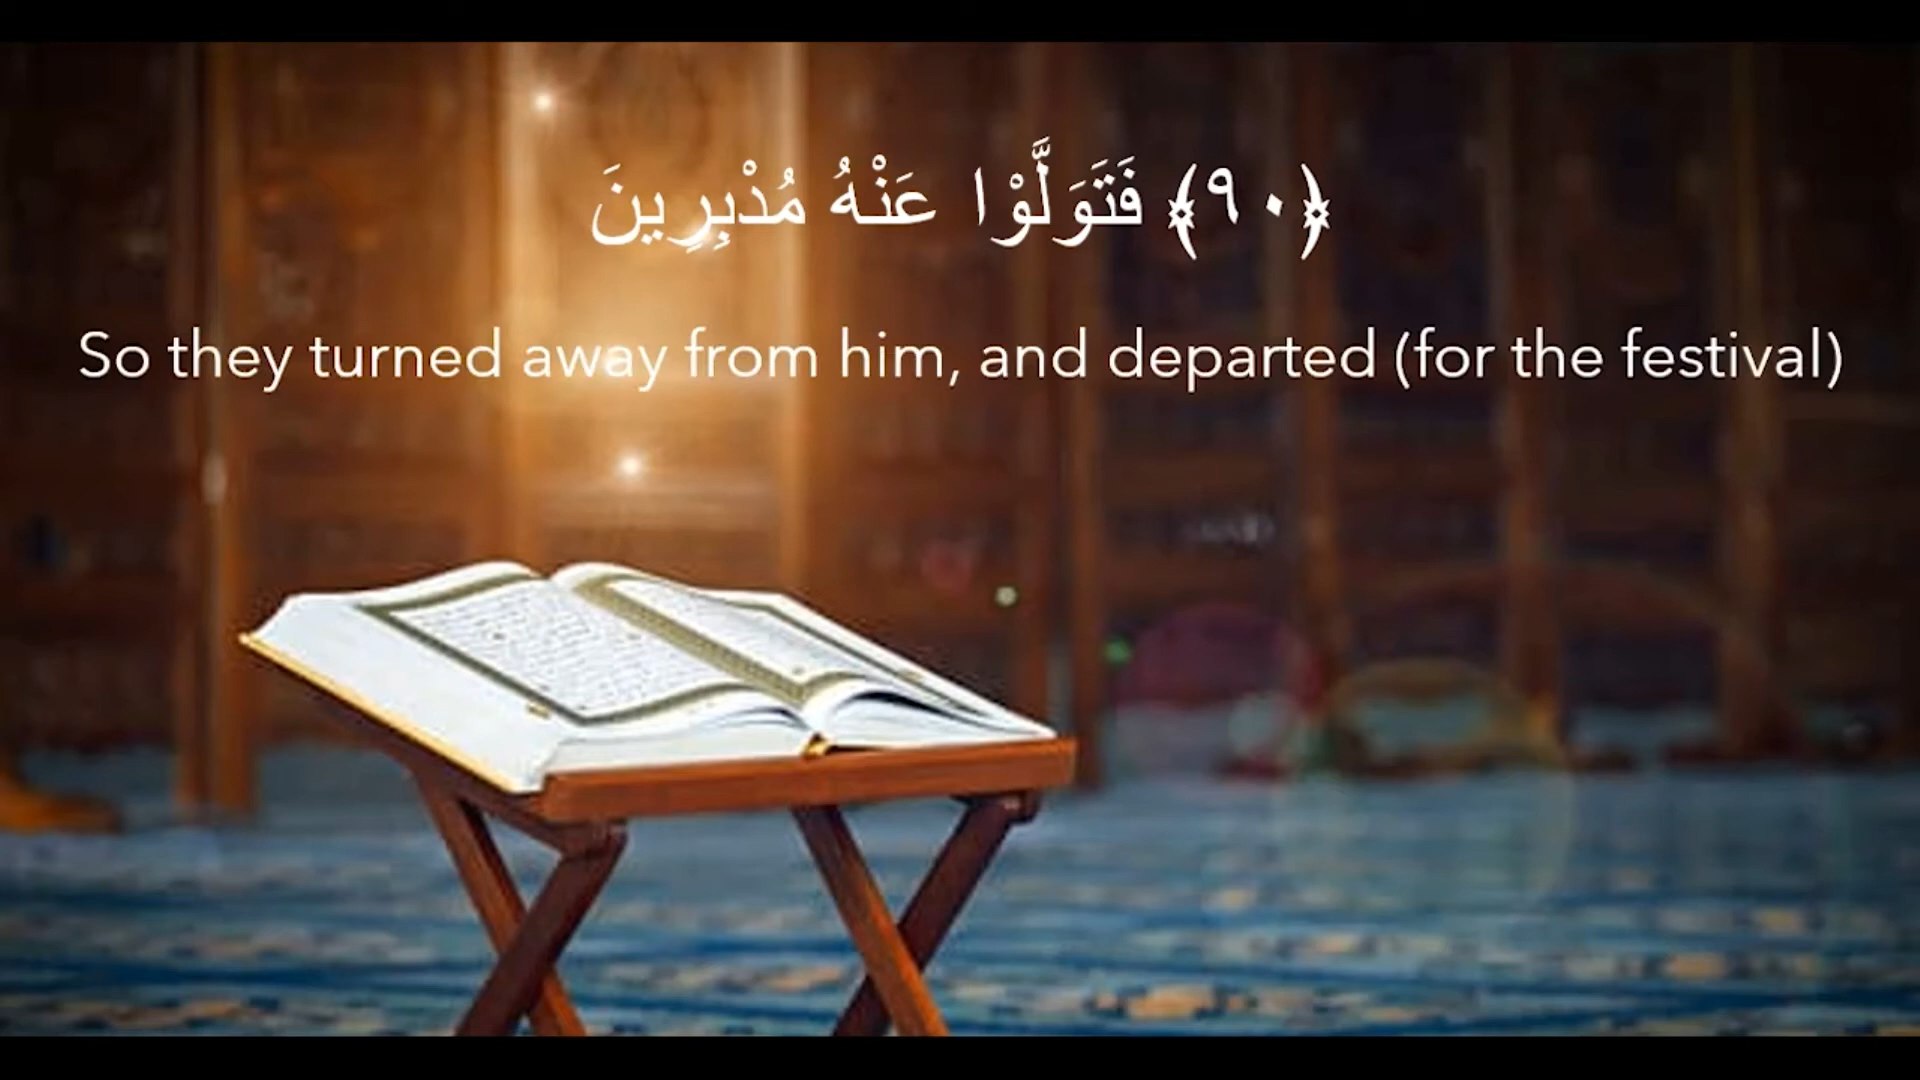 ﴿٩٠﴾ فَتَوَلَّوْا عَنْهُ مُدْبِرِينَ
So they turned away from him, and departed (for the festival)